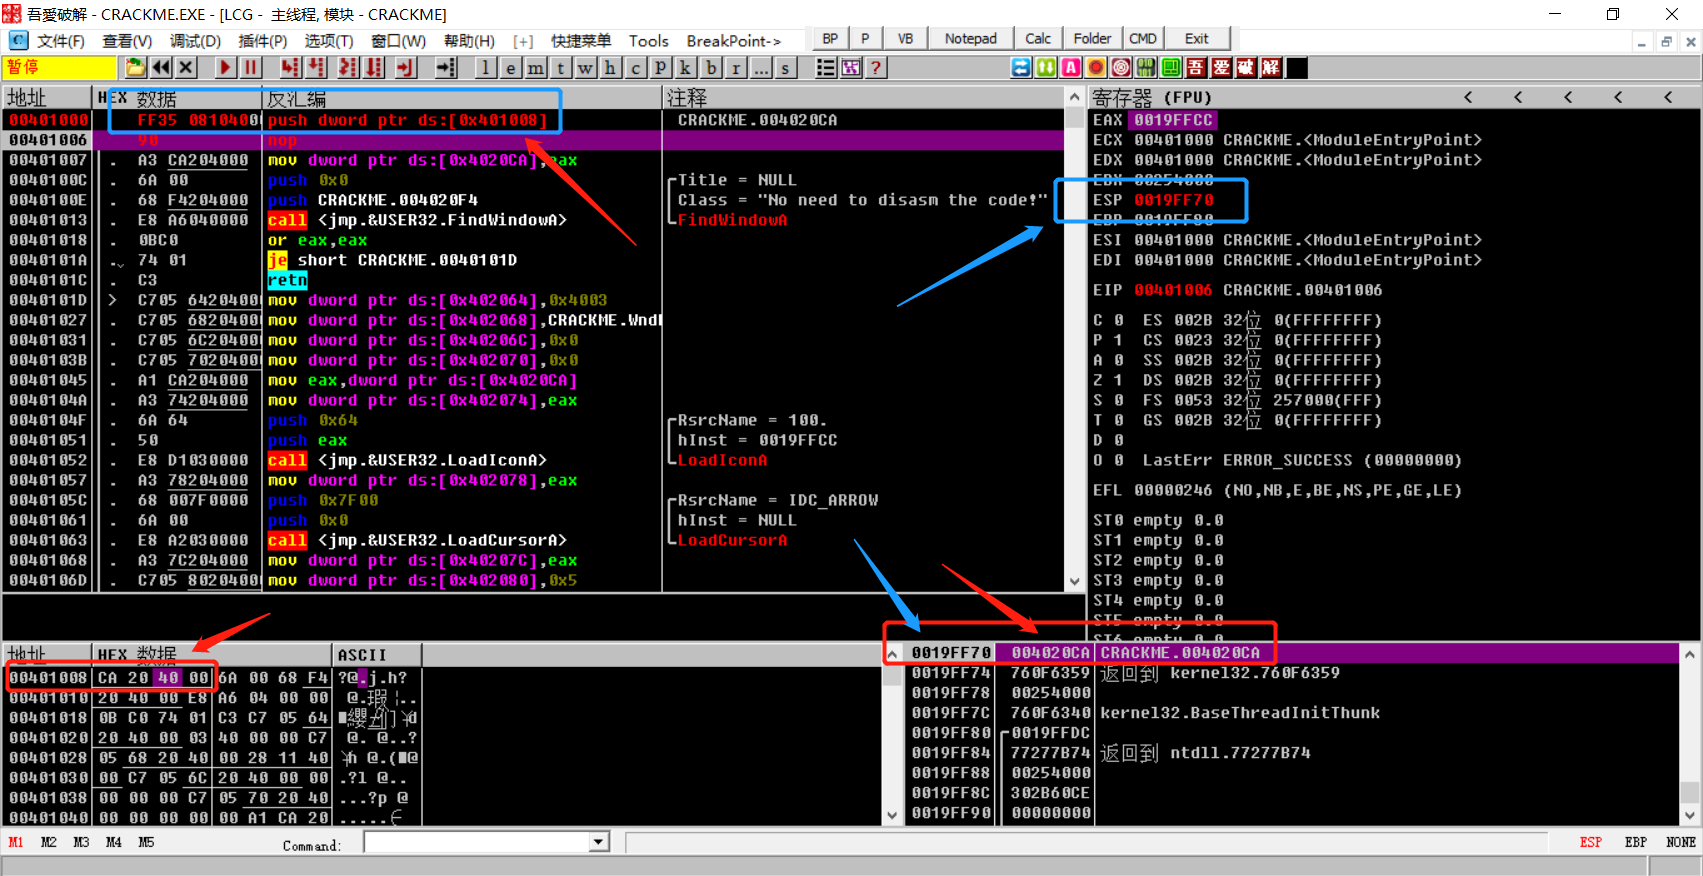 吾愛破解 - CRACKME.EXE - [LCG - 主线程, 模块 - CRACKME]
文件(F) 查看(V) 调试(D) 插件(P) 选项(T) 窗口(W) 帮助(H) [+] 快捷菜单 Tools BreakPoint-> BP P VB Notepad Calc Folder CMD Exit
暂停 l e m t w h c p k b r ... s ? 吾 爱 破 解
地址 HEX 数据 反汇编 注释
00401000 FF35 08104000 push dword ptr ds:[0x401008] CRACKME.004020CA
00401006 90 nop
00401007 . A3 CA204000 mov dword ptr ds:[0x4020CA],eax
0040100C . 6A 00 push 0x0 Title = NULL
0040100E . 68 F4204000 push CRACKME.004020F4 Class = "No need to disasm the code!"
00401013 . E8 A6040000 call <jmp.&USER32.FindWindowA> FindWindowA
00401018 . 0BC0 or eax,eax
0040101A . 74 01 je short CRACKME.0040101D
0040101C . C3 retn
0040101D > C705 64204000 mov dword ptr ds:[0x402064],0x4003
00401027 . C705 68204000 mov dword ptr ds:[0x402068],CRACKME.Wnd
00401031 . C705 6C204000 mov dword ptr ds:[0x40206C],0x0
0040103B . C705 70204000 mov dword ptr ds:[0x402070],0x0
00401045 . A1 CA204000 mov eax,dword ptr ds:[0x4020CA]
0040104A . A3 74204000 mov dword ptr ds:[0x402074],eax
0040104F . 6A 64 push 0x64 RsrcName = 100.
00401051 . 50 push eax hInst = 0019FFCC
00401052 . E8 D1030000 call <jmp.&USER32.LoadIconA> LoadIconA
00401057 . A3 78204000 mov dword ptr ds:[0x402078],eax
0040105C . 68 007F0000 push 0x7F00 RsrcName = IDC_ARROW
00401061 . 6A 00 push 0x0 hInst = NULL
00401063 . E8 A2030000 call <jmp.&USER32.LoadCursorA> LoadCursorA
00401068 . A3 7C204000 mov dword ptr ds:[0x40207C],eax
0040106D . C705 80204000 mov dword ptr ds:[0x402080],0x5
寄存器 (FPU) < < < < <
EAX 0019FFCC
ECX 00401000 CRACKME.<ModuleEntryPoint>
EDX 00401000 CRACKME.<ModuleEntryPoint>
EBX 00254000
ESP 0019FF70
EBP 0019FF80
ESI 00401000 CRACKME.<ModuleEntryPoint>
EDI 00401000 CRACKME.<ModuleEntryPoint>
EIP 00401006 CRACKME.00401006
C 0 ES 002B 32位 0(FFFFFFFF)
P 1 CS 0023 32位 0(FFFFFFFF)
A 0 SS 002B 32位 0(FFFFFFFF)
Z 1 DS 002B 32位 0(FFFFFFFF)
S 0 FS 0053 32位 257000(FFF)
T 0 GS 002B 32位 0(FFFFFFFF)
D 0
O 0 LastErr ERROR_SUCCESS (00000000)
EFL 00000246 (NO,NB,E,BE,NS,PE,GE,LE)
ST0 empty 0.0
ST1 empty 0.0
ST2 empty 0.0
ST3 empty 0.0
ST4 empty 0.0
ST5 empty 0.0
ST6 empty 0.0
地址 HEX 数据 ASCII
00401008 CA 20 40 00 6A 00 68 F4 ?@.j.h?
00401010 20 40 00 E8 A6 04 00 00 @.瑕¦..
00401018 0B C0 74 01 C3 C7 05 64
00401020 20 40 00 03 40 00 00 C7 @. @..?
00401028 05 68 20 40 00 28 11 40
00401030 00 C7 05 6C 20 40 00 00 .?l @..
00401038 00 00 00 C7 05 70 20 40 ...?p @
00401040 00 00 00 00 00 A1 CA 20
0019FF70 004020CA CRACKME.004020CA
0019FF74 760F6359 返回到 kernel32.760F6359
0019FF78 00254000
0019FF7C 760F6340 kernel32.BaseThreadInitThunk
0019FF80 0019FFDC
0019FF84 77277B74 返回到 ntdll.77277B74
0019FF88 00254000
0019FF8C 302B60CE
0019FF90 00000000
M1 M2 M3 M4 M5 Command: ESP EBP NONE